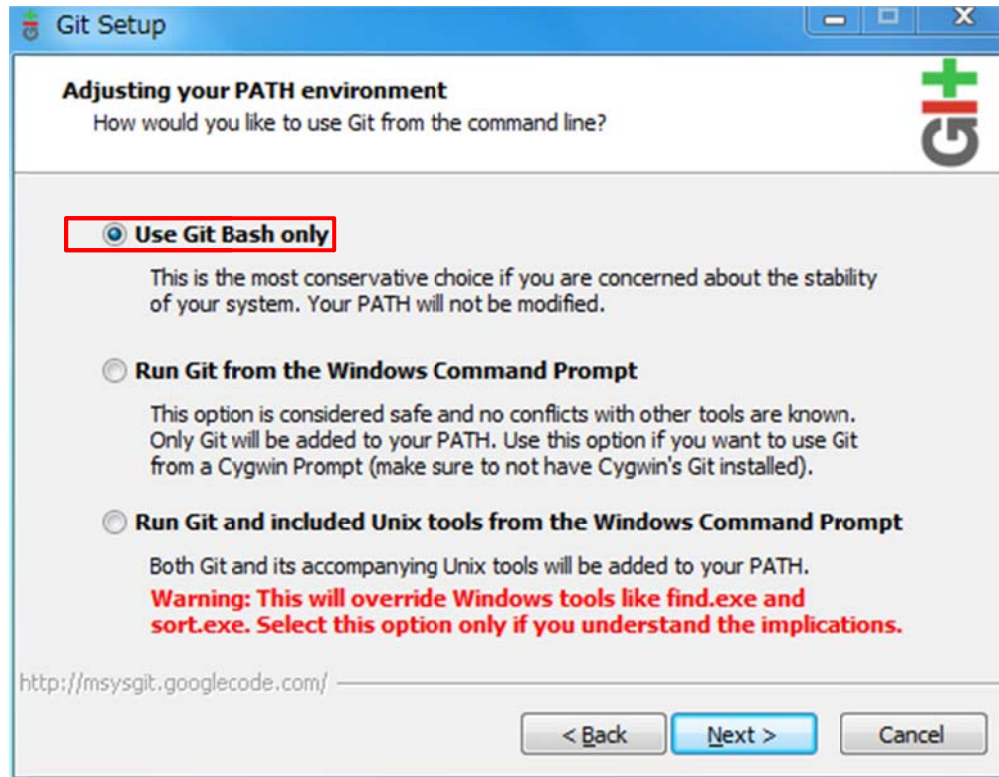 Git Setup
Adjusting your PATH environment
How would you like to use Git from the command line?
Git
Use Git Bash only
This is the most conservative choice if you are concerned about the stability
of your system. Your PATH will not be modified.
Run Git from the Windows Command Prompt
This option is considered safe and no conflicts with other tools are known.
Only Git will be added to your PATH. Use this option if you want to use Git
from a Cygwin Prompt (make sure to not have Cygwin's Git installed).
Run Git and included Unix tools from the Windows Command Prompt
Both Git and its accompanying Unix tools will be added to your PATH.
Warning: This will override Windows tools like find.exe and
sort.exe. Select this option only if you understand the implications.
http://msysgit.googlecode.com/
< Back
Next >
Cancel